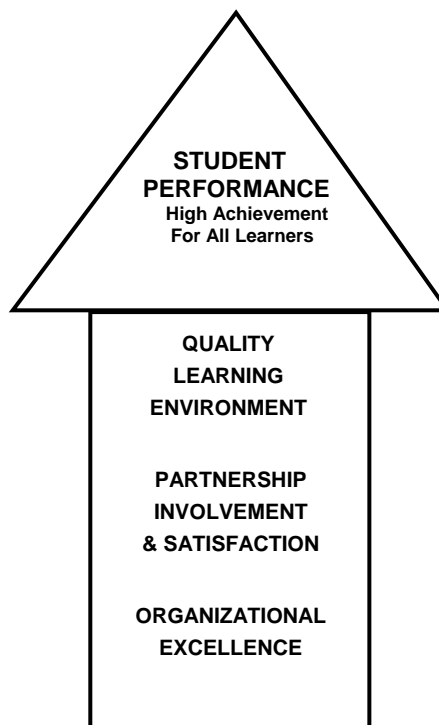 STUDENT
PERFORMANCE
High Achievement
For All Learners
QUALITY
LEARNING
ENVIRONMENT
PARTNERSHIP
INVOLVEMENT
& SATISFACTION
ORGANIZATIONAL
EXCELLENCE